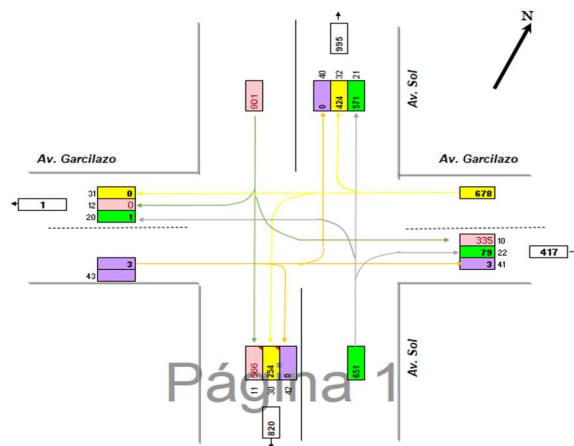 N
995
40 32 21
0 424 571
901
Av. Sol
Av. Garcilazo
Av. Garcilazo
31 0
12 0
20 1
1
678
335 10
79 22
3 41
417
3
43
566 254 0
11 30 42
651
820
Av. Sol
Página 1